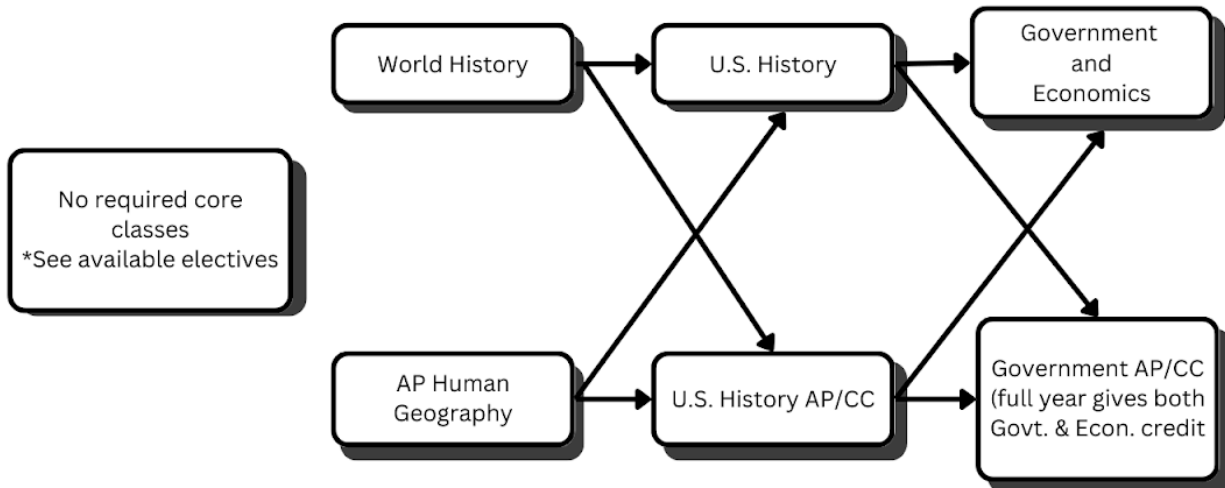 No required core
classes
*See available electives
World History
AP Human
Geography
U.S. History
U.S. History AP/CC
Government
and
Economics
Government AP/CC
(full year gives both
Govt. & Econ. credit